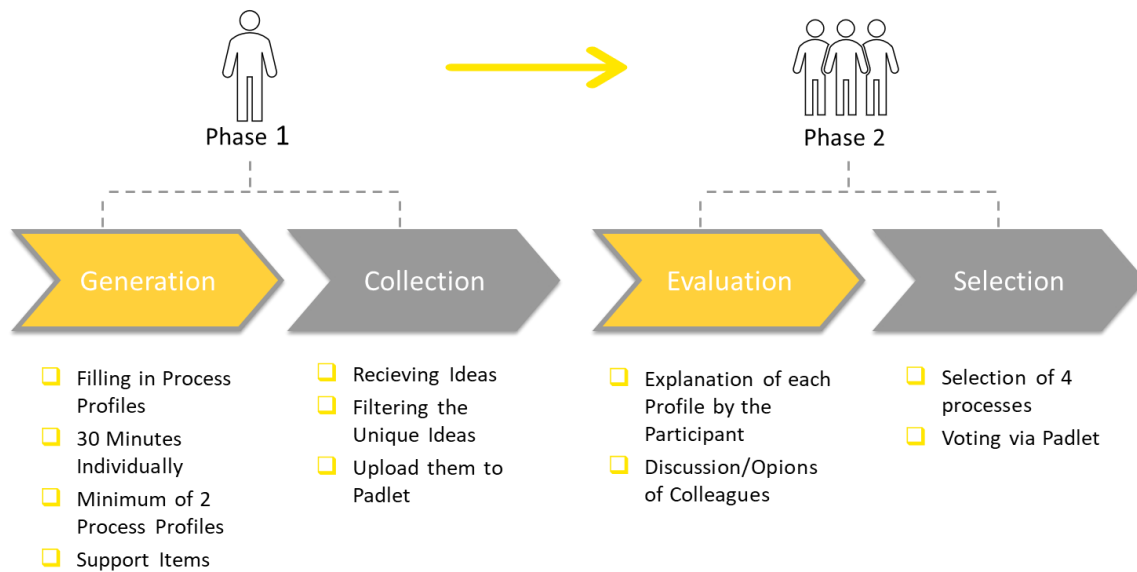 Phase 1
Phase 2
Generation
Collection
Evaluation
Selection
Filling in Process
Profiles
30 Minutes
Individually
Minimum of 2
Process Profiles
Support Items
Recieving Ideas
Filtering the
Unique Ideas
Upload them to
Padlet
Explanation of each
Profile by the
Participant
Discussion/Opions
of Colleagues
Selection of 4
processes
Voting via Padlet